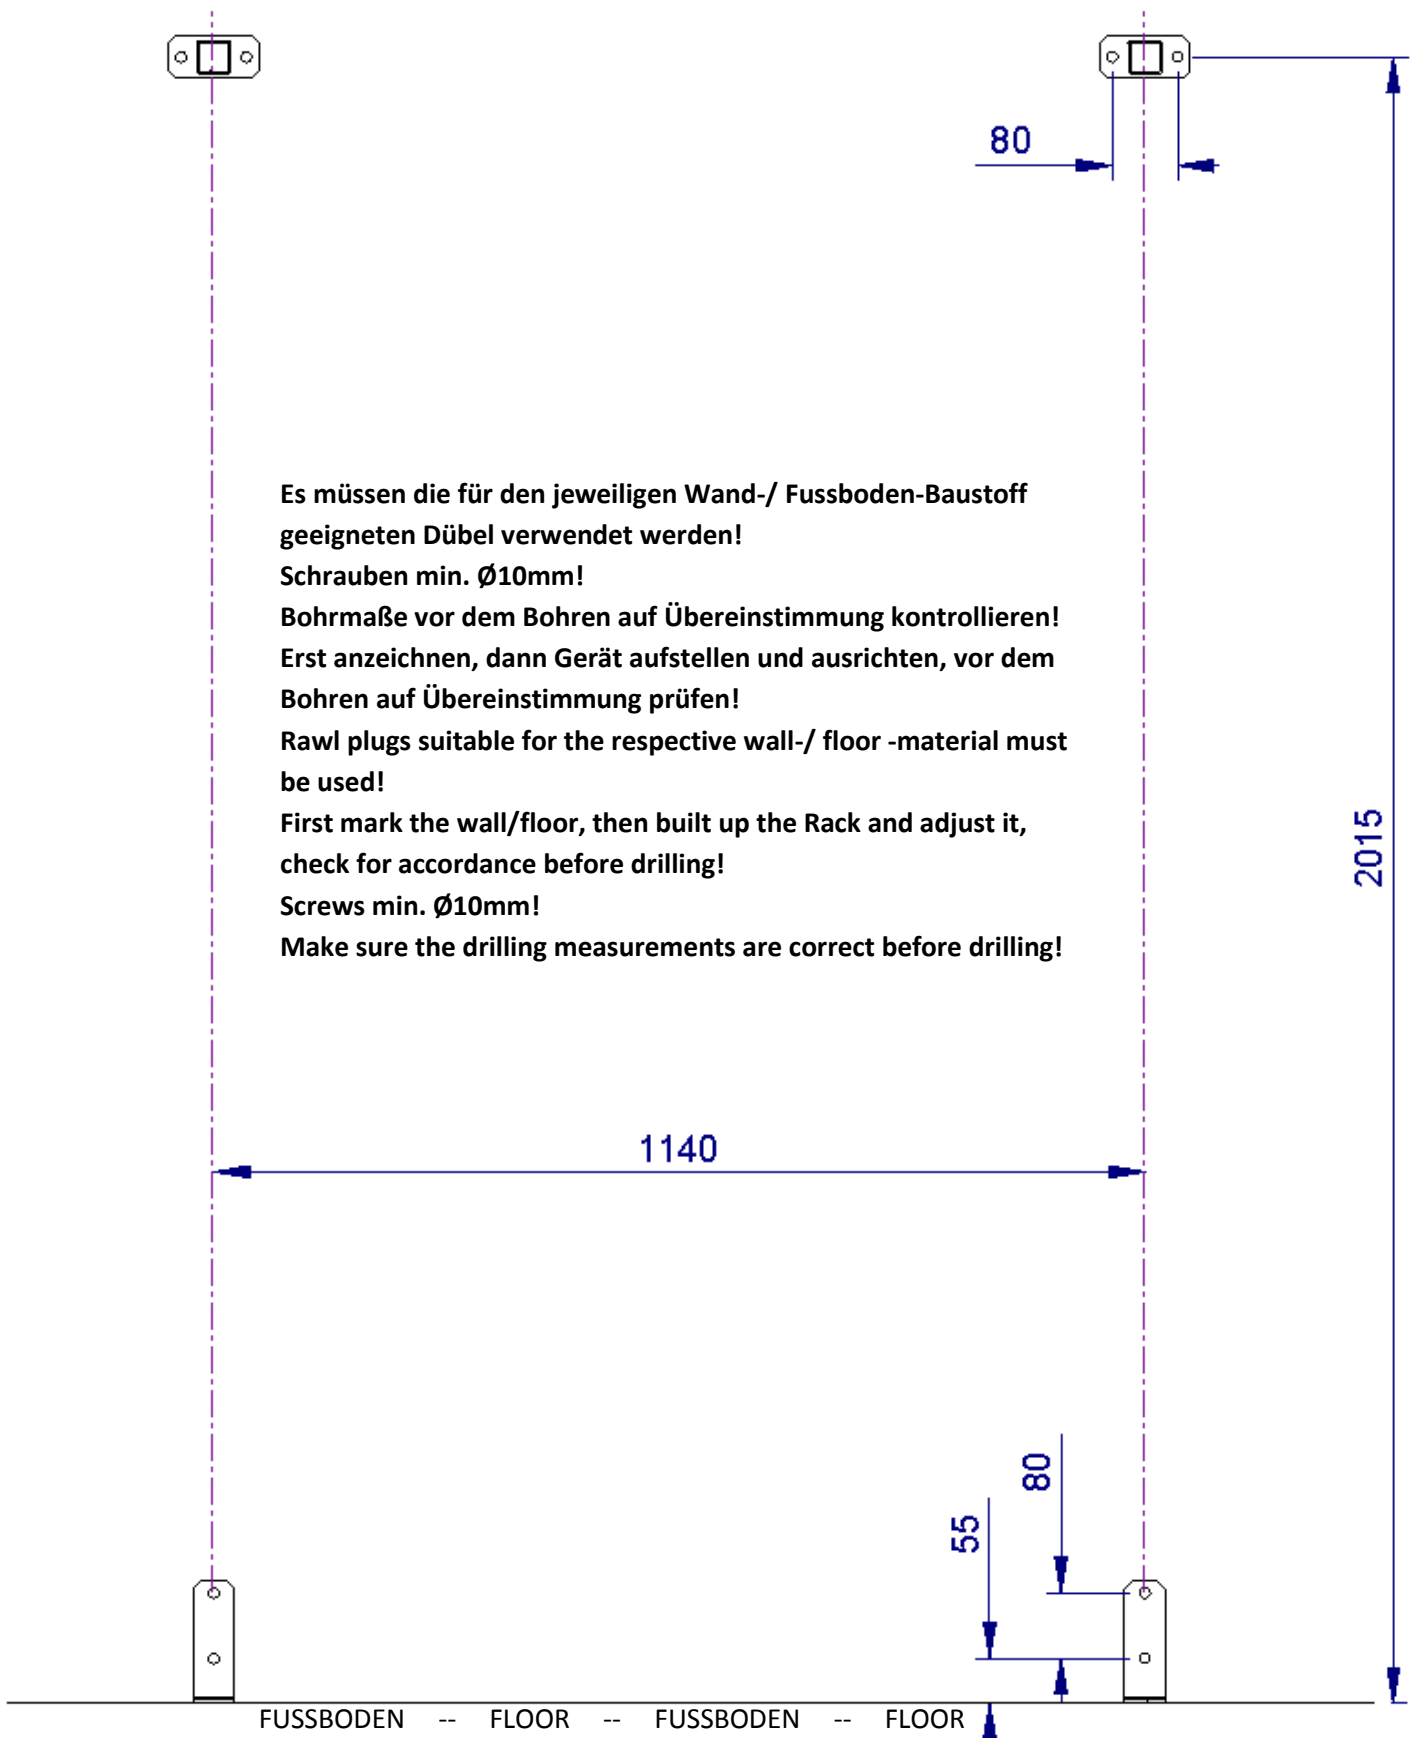 80
Es müssen die für den jeweiligen Wand-/ Fussboden-Baustoff
geeigneten Dübel verwendet werden!
Schrauben min. Ø10mm!
Bohrmaße vor dem Bohren auf Übereinstimmung kontrollieren!
Erst anzeichnen, dann Gerät aufstellen und ausrichten, vor dem
Bohren auf Übereinstimmung prüfen!
Rawl plugs suitable for the respective wall-/ floor -material must
be used!
First mark the wall/floor, then built up the Rack and adjust it,
check for accordance before drilling!
Screws min. Ø10mm!
Make sure the drilling measurements are correct before drilling!
2015
1140
80
55
FUSSBODEN -- FLOOR -- FUSSBODEN -- FLOOR